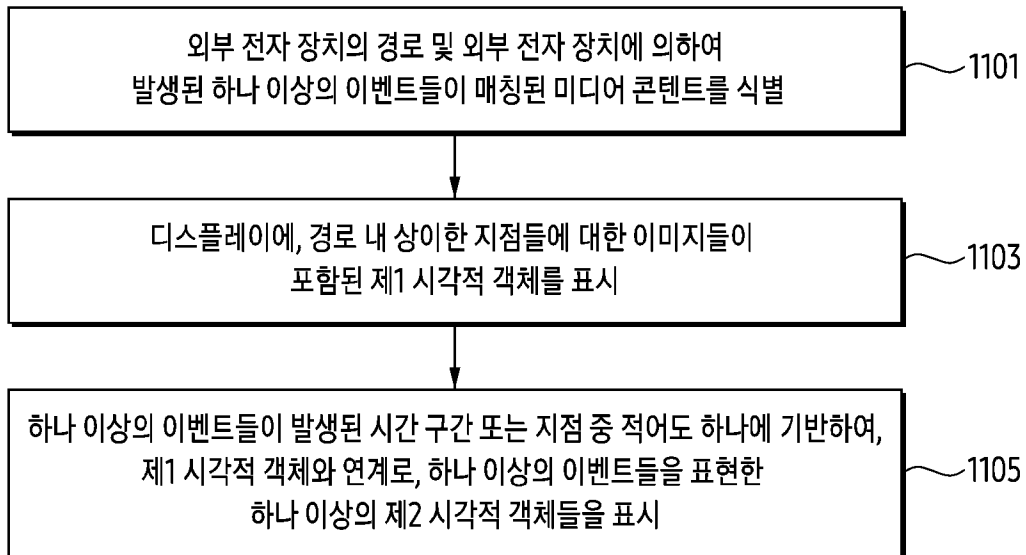 외부 전자 장치의 경로 및 외부 전자 장치에 의하여
발생된 하나 이상의 이벤트들이 매칭된 미디어 콘텐트를 식별
1101
디스플레이에, 경로 내 상이한 지점들에 대한 이미지들이
포함된 제1 시각적 객체를 표시
1103
하나 이상의 이벤트들이 발생된 시간 구간 또는 지점 중 적어도 하나에 기반하여,
제1 시각적 객체와 연계로, 하나 이상의 이벤트들을 표현한
하나 이상의 제2 시각적 객체들을 표시
1105